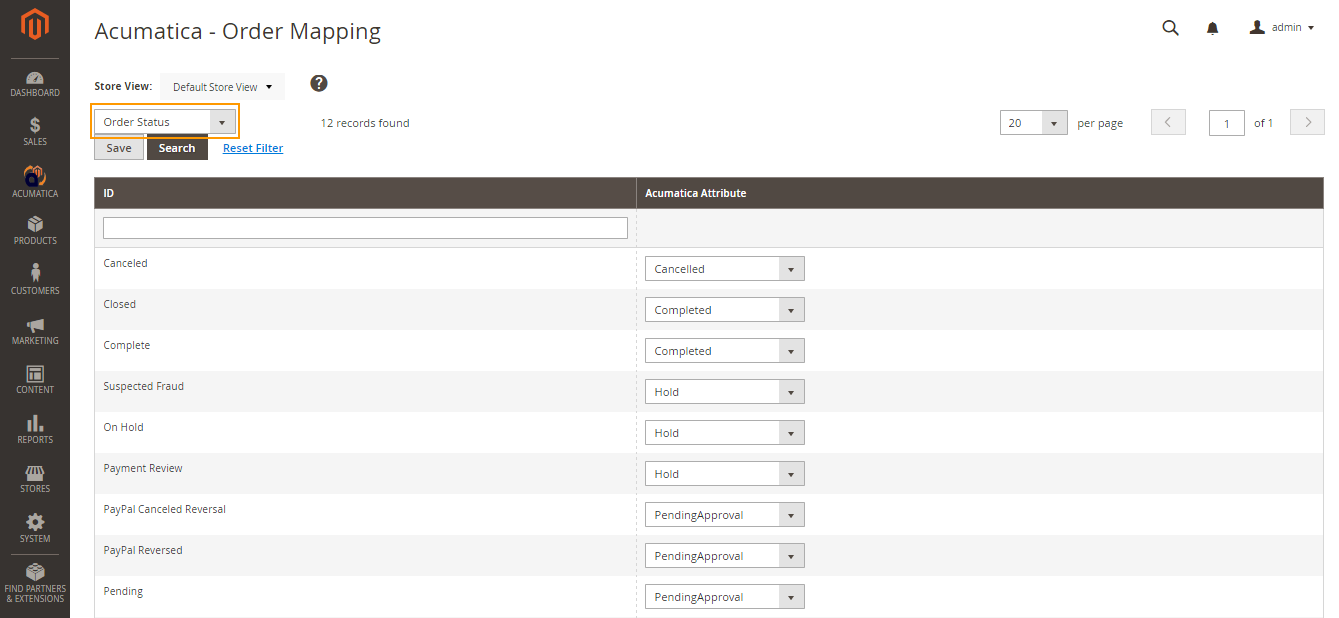 Acumatica - Order Mapping
admin
Store View: Default Store View ?
Order Status
12 records found
20 per page
1 of 1
Save Search Reset Filter
DASHBOARD
SALES
ACUMATICA
PRODUCTS
CUSTOMERS
MARKETING
CONTENT
REPORTS
STORES
SYSTEM
FIND PARTNERS
& EXTENSIONS
ID Acumatica Attribute
Canceled Cancelled
Closed Completed
Complete Completed
Suspected Fraud Hold
On Hold Hold
Payment Review Hold
PayPal Canceled Reversal PendingApproval
PayPal Reversed PendingApproval
Pending PendingApproval